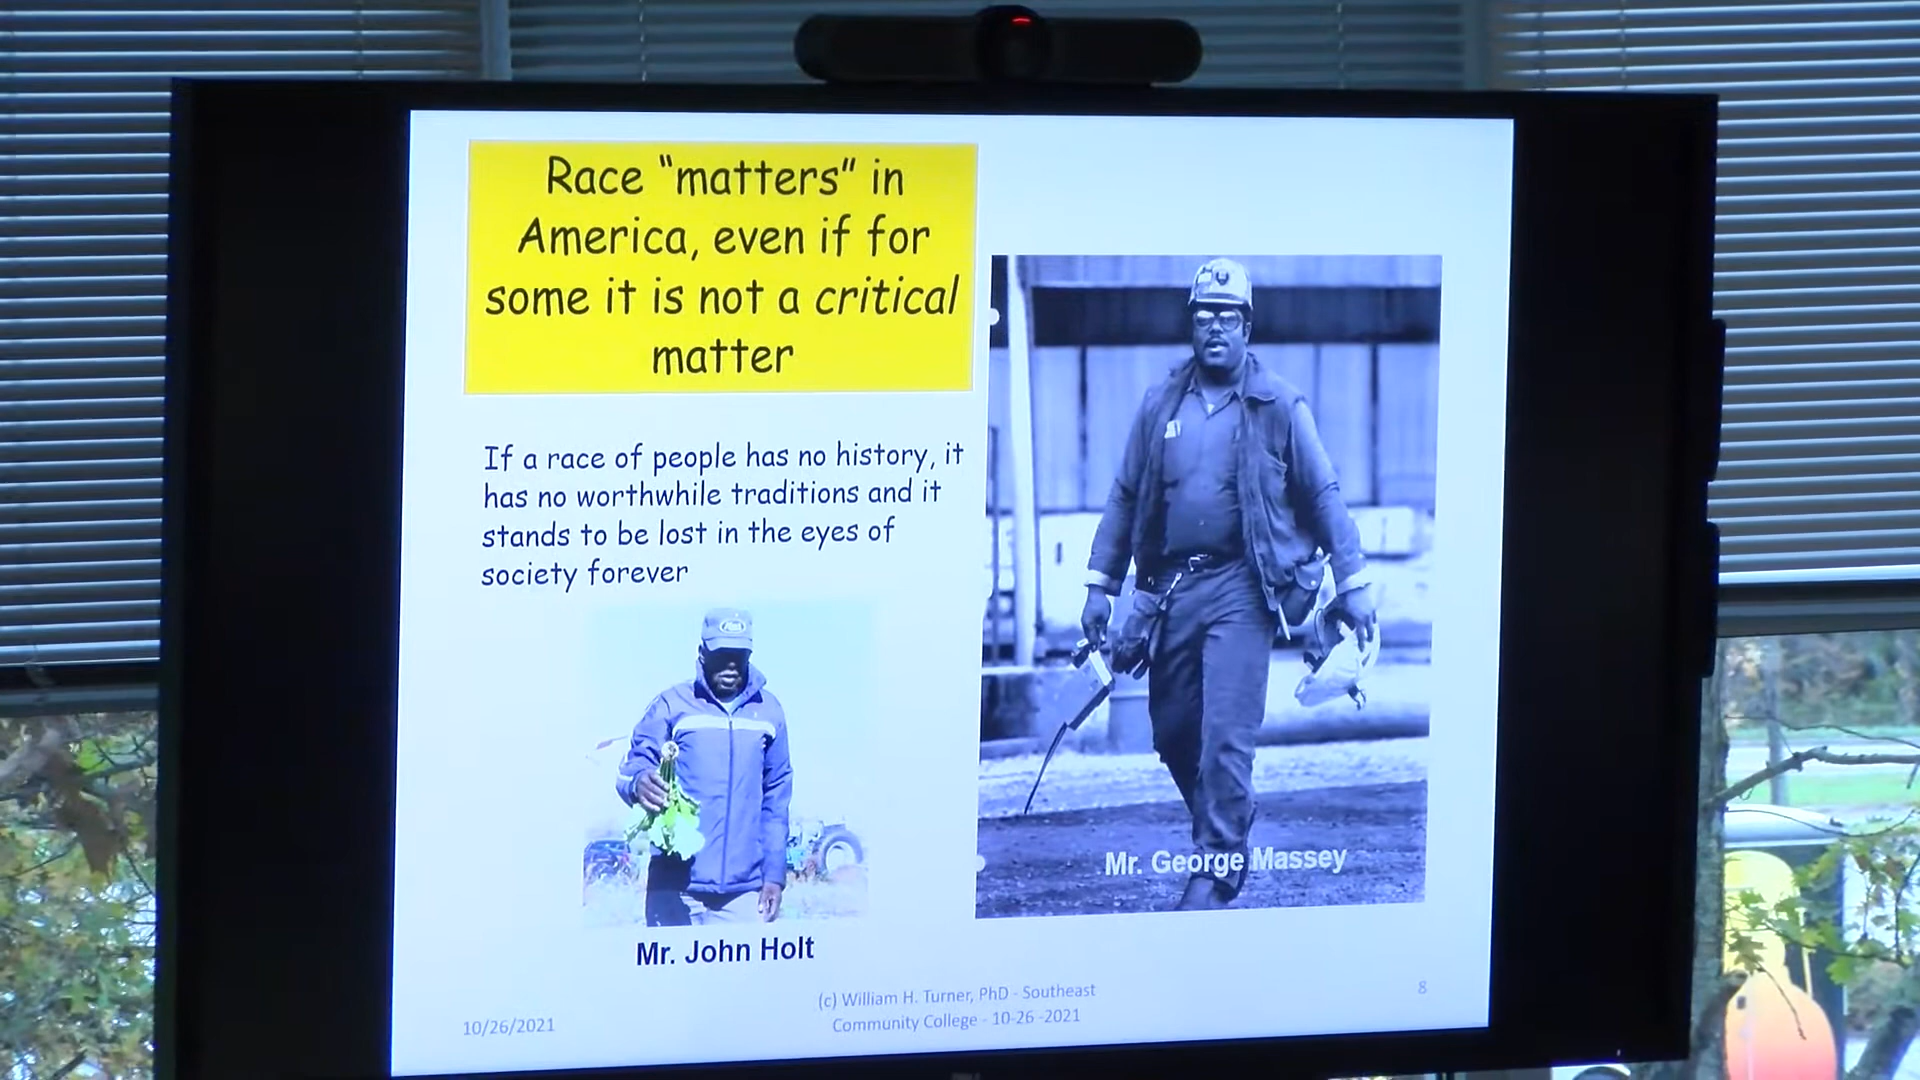 Race “matters” in
America, even if for
some it is not a critical
matter
If a race of people has no history, it
has no worthwhile traditions and it
stands to be lost in the eyes of
society forever
Mr. George Massey
Mr. John Holt
10/26/2021
(c) William H. Turner, PhD - Southeast
Community College - 10-26 -2021
8